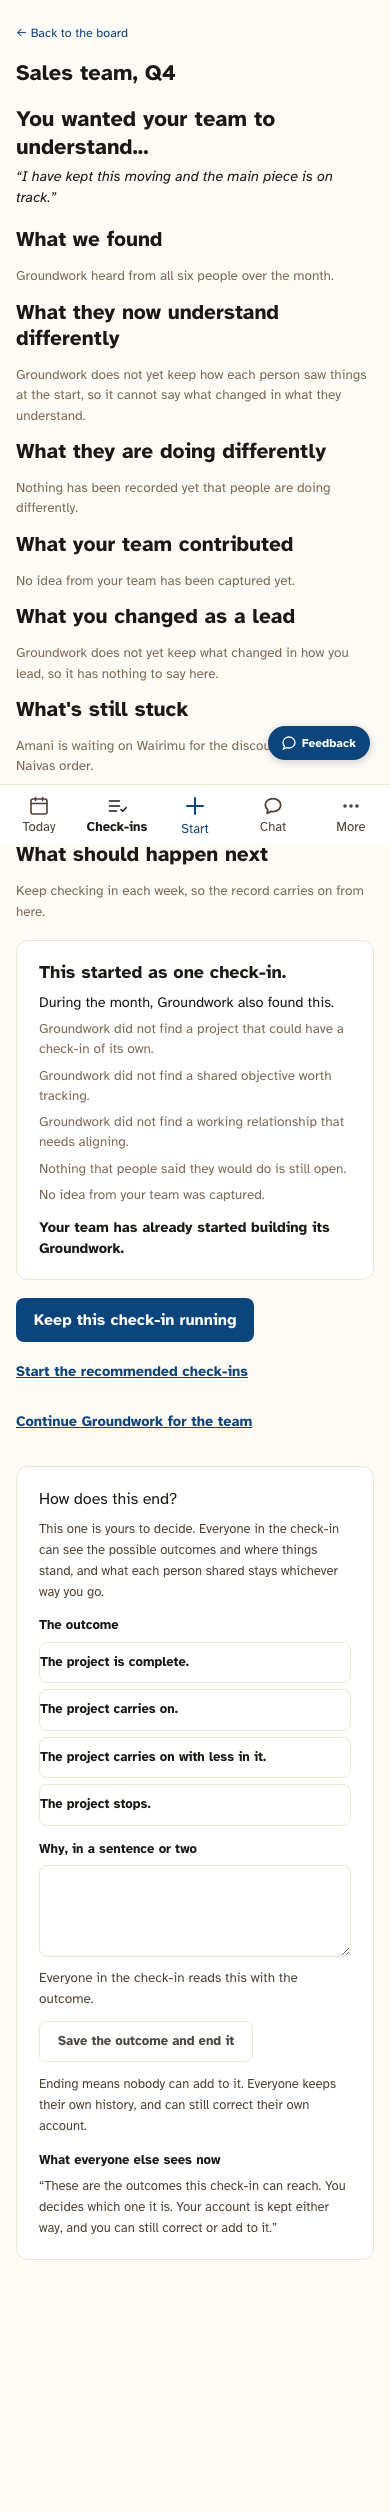 ← Back to the board
Sales team, Q4
You wanted your team to
understand...
“I have kept this moving and the main piece is on
track.”
What we found
Groundwork heard from all six people over the month.
What they now understand
differently
Groundwork does not yet keep how each person saw things
at the start, so it cannot say what changed in what they
understand.
What they are doing differently
Nothing has been recorded yet that people are doing
differently.
What your team contributed
No idea from your team has been captured yet.
What you changed as a lead
Groundwork does not yet keep what changed in how you
lead, so it has nothing to say here.
What's still stuck
Amani is waiting on Wairimu for the
Feedback
Naivas order.
Today
Check-ins
Start
Chat
More
What should happen next
Keep checking in each week, so the record carries on from
here.
This started as one check-in.
During the month, Groundwork also found this.
Groundwork did not find a project that could have a
check-in of its own.
Groundwork did not find a shared objective worth
tracking.
Groundwork did not find a working relationship that
needs aligning.
Nothing that people said they would do is still open.
No idea from your team was captured.
Your team has already started building its
Groundwork.
Keep this check-in running
Start the recommended check-ins
Continue Groundwork for the team
How does this end?
This one is yours to decide. Everyone in the check-in
can see the possible outcomes and where things
stand, and what each person shared stays whichever
way you go.
The outcome
The project is complete.
The project carries on.
The project carries on with less in it.
The project stops.
Why, in a sentence or two
Everyone in the check-in reads this with the
outcome.
Save the outcome and end it
Ending means nobody can add to it. Everyone keeps
their own history, and can still correct their own
account.
What everyone else sees now
“These are the outcomes this check-in can reach. You
decides which one it is. Your account is kept either
way, and you can still correct or add to it.”